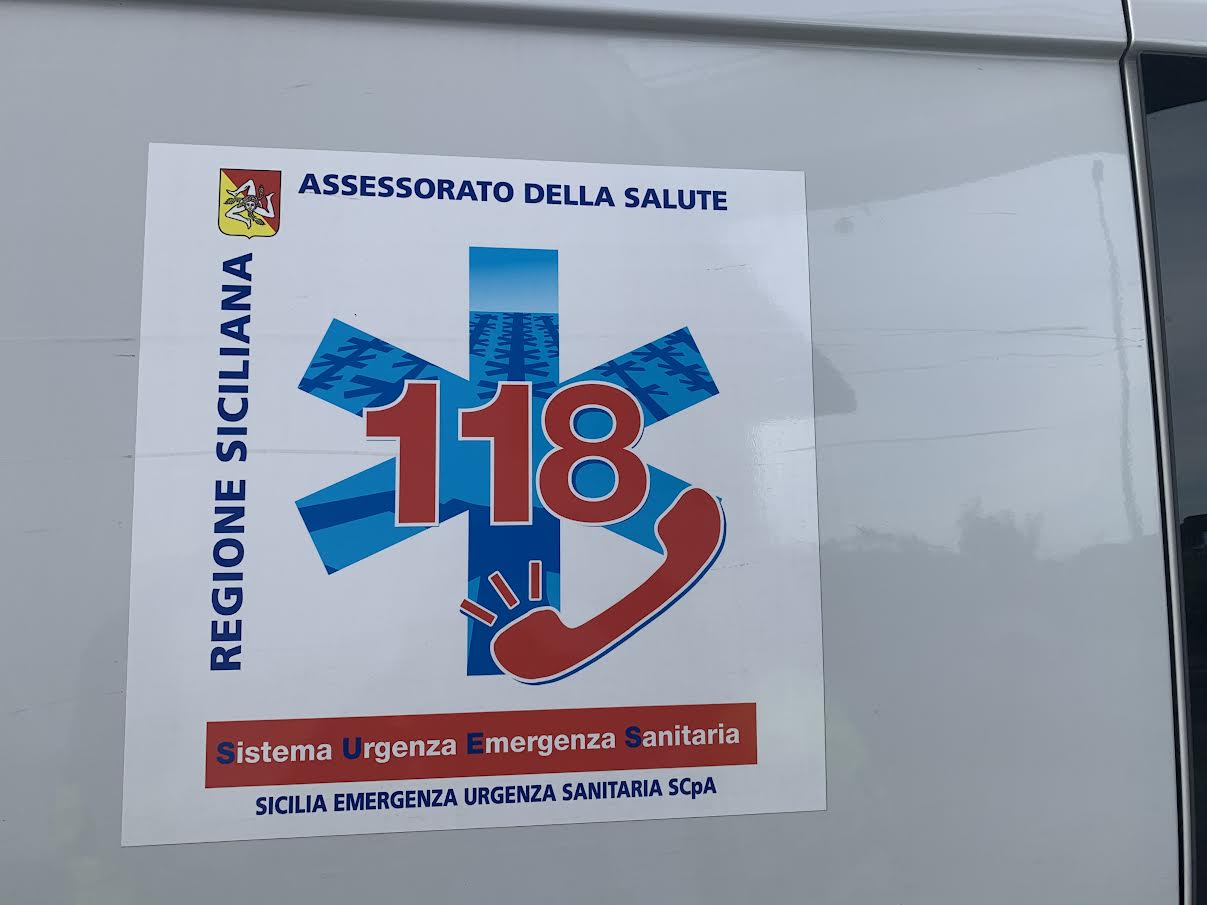 ASSESSORATO DELLA SALUTE
REGIONE SICILIANA
118
Sistema Urgenza Emergenza Sanitaria
SICILIA EMERGENZA URGENZA SANITARIA SCpA